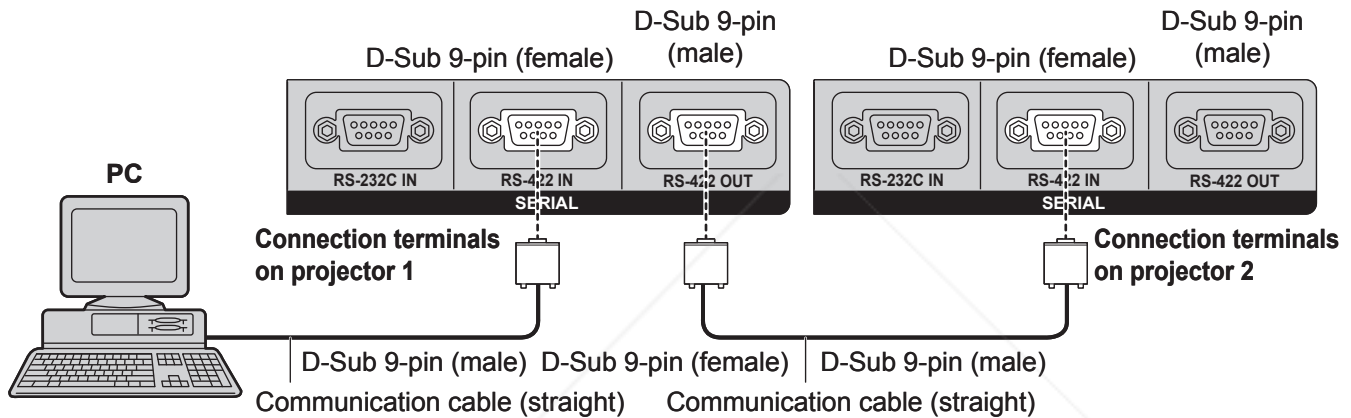 D-Sub 9-pin (female)
D-Sub 9-pin
(male)
D-Sub 9-pin (female)
D-Sub 9-pin
(male)
RS-232C IN
RS-422 IN
RS-422 OUT
SERIAL
RS-232C IN
RS-422 IN
RS-422 OUT
SERIAL
PC
Connection terminals
on projector 1
Connection terminals
on projector 2
D-Sub 9-pin (male)
D-Sub 9-pin (female)
D-Sub 9-pin (male)
Communication cable (straight)
Communication cable (straight)